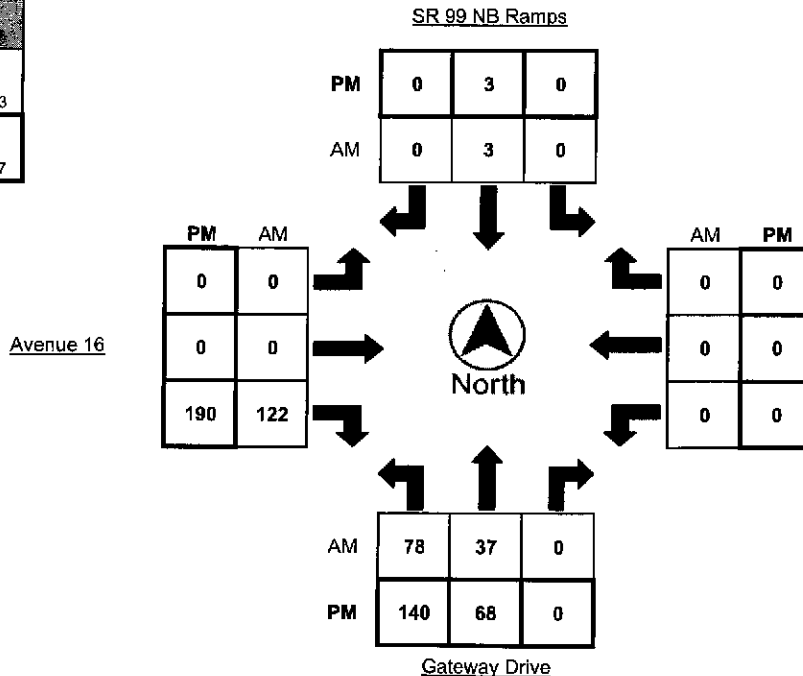 SR 99 NB Ramps
PM 0 3 0
AM 0 3 0
3
7
PM AM
0 0
0 0
190 122
Avenue 16
North
AM PM
0 0
0 0
0 0
AM 78 37 0
PM 140 68 0
Gateway Drive